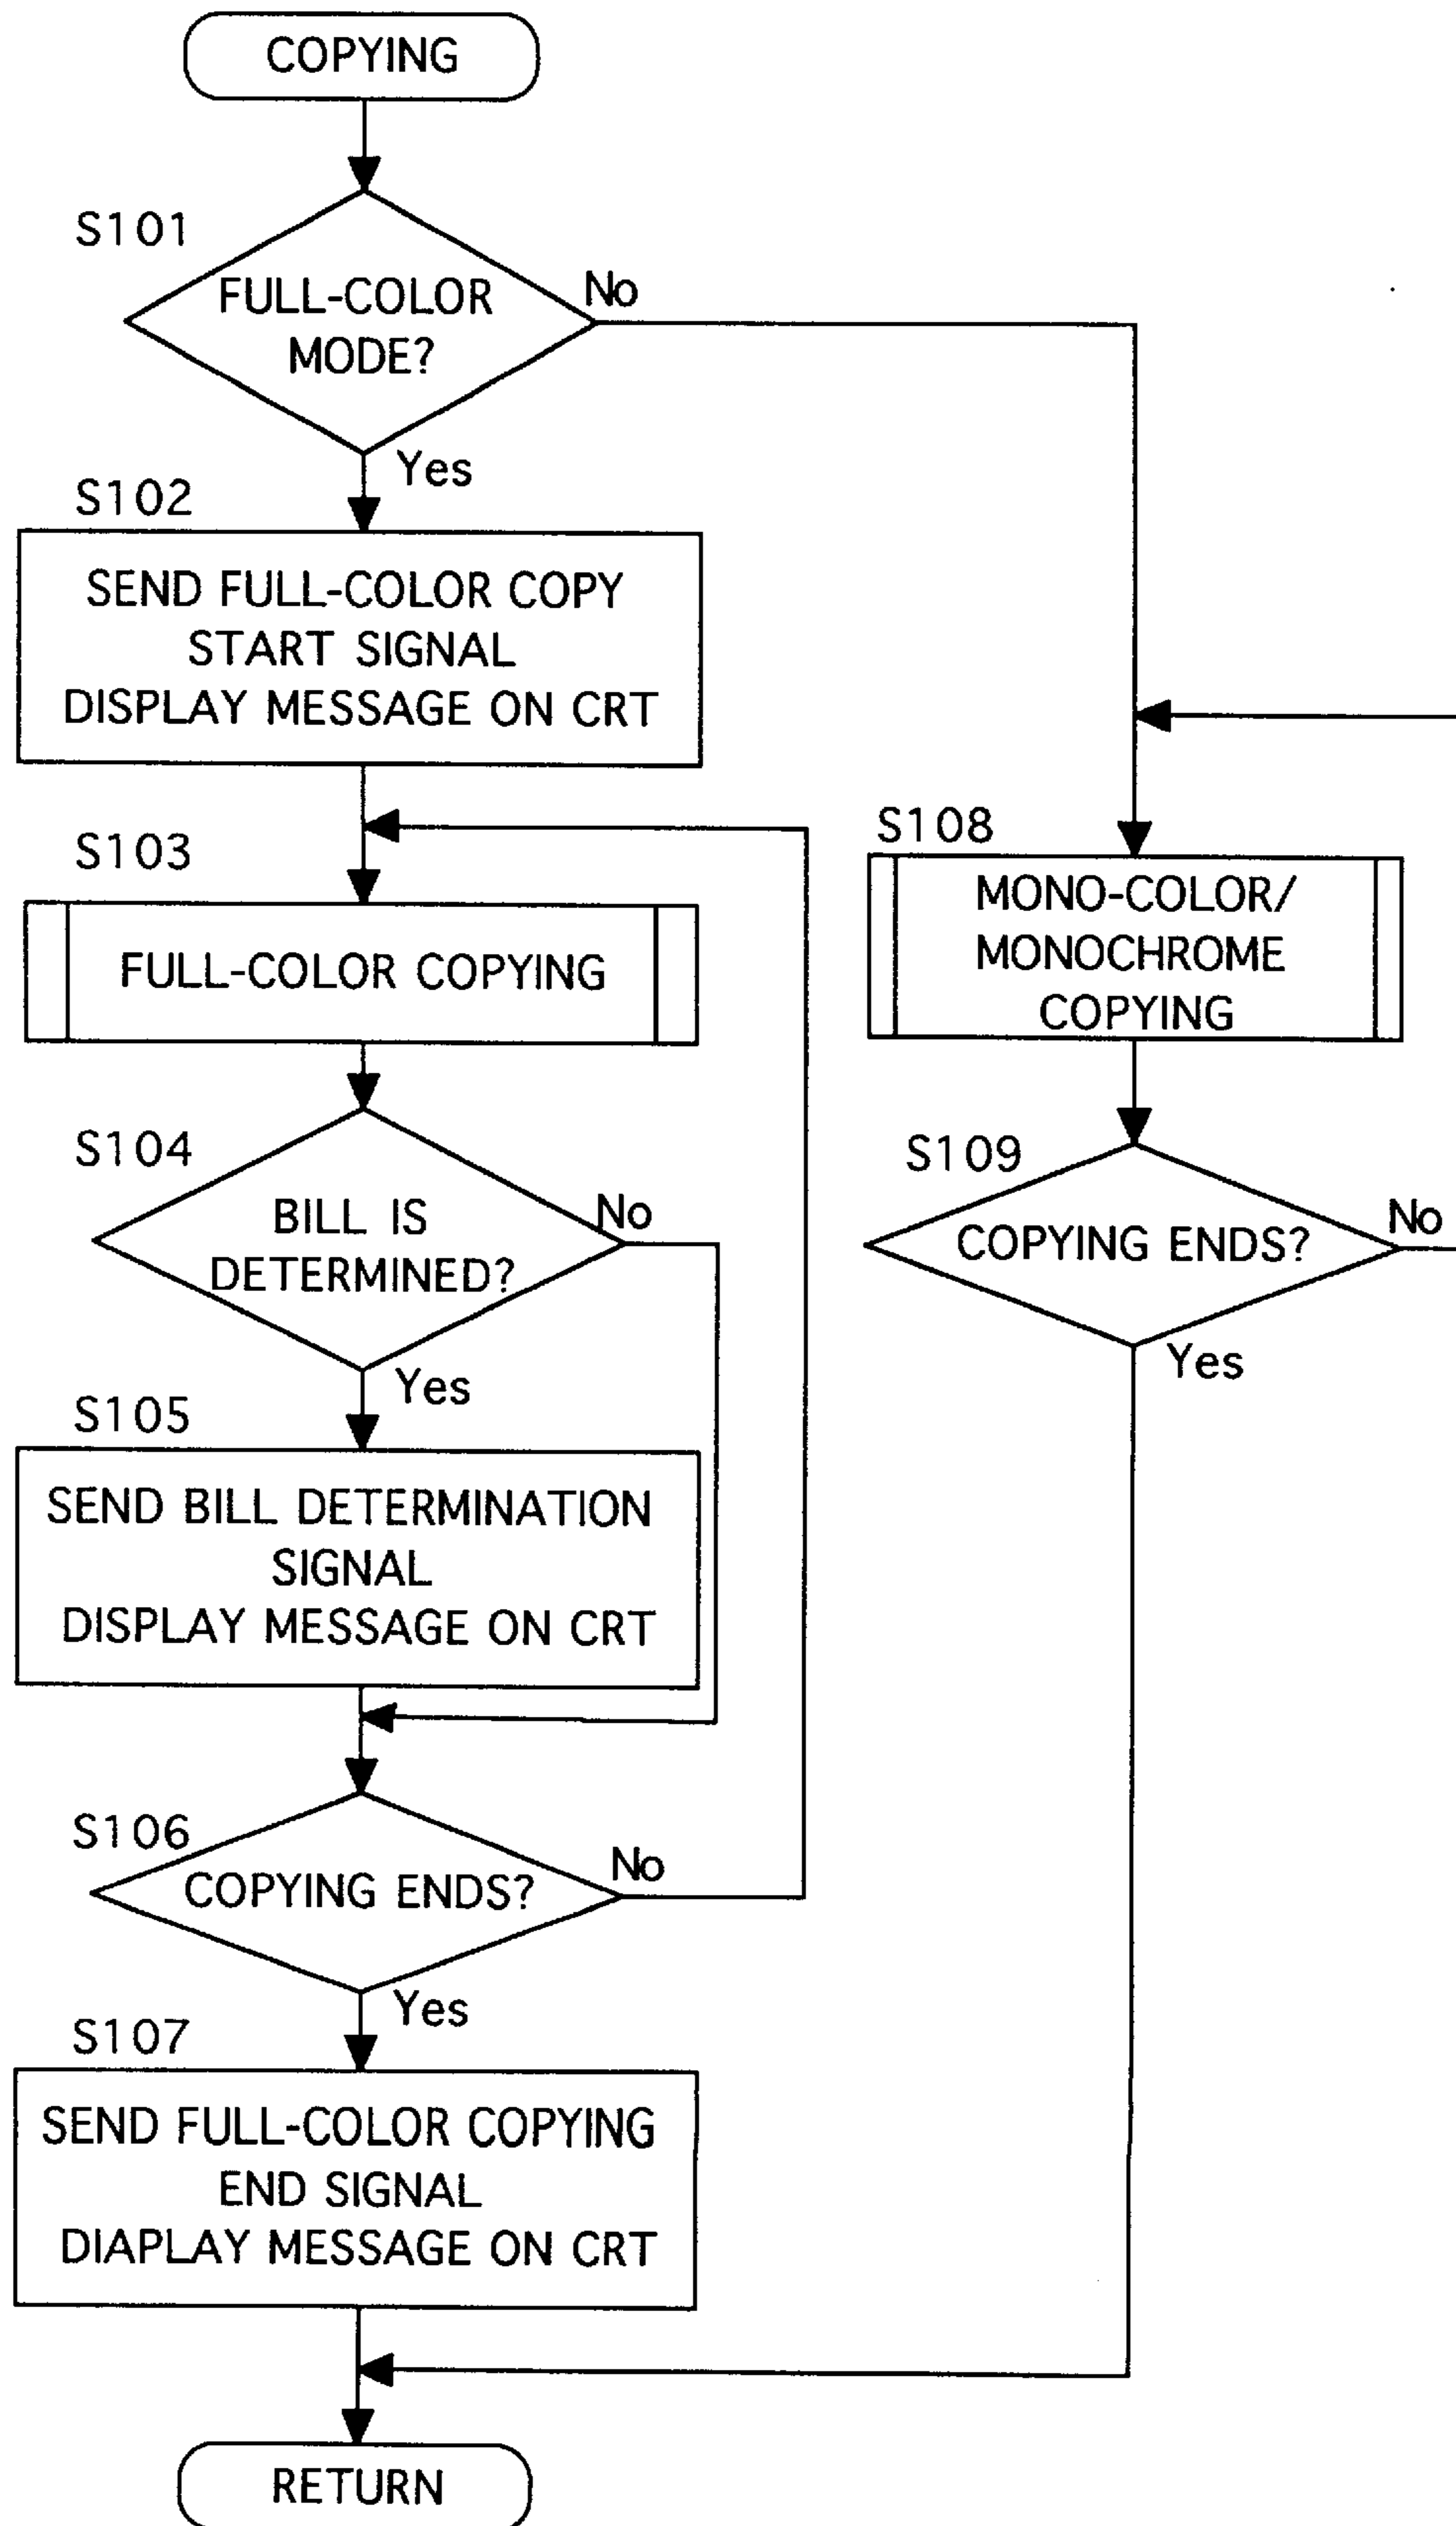 COPYING
S101
FULL-COLOR
MODE?
No
Yes
S102
SEND FULL-COLOR COPY
START SIGNAL
DISPLAY MESSAGE ON CRT
S103
FULL-COLOR COPYING
S104
BILL IS
DETERMINED?
No
Yes
S105
SEND BILL DETERMINATION
SIGNAL
DISPLAY MESSAGE ON CRT
S106
COPYING ENDS?
No
Yes
S107
SEND FULL-COLOR COPYING
END SIGNAL
DIAPLAY MESSAGE ON CRT
S108
MONO-COLOR/
MONOCHROME
COPYING
S109
COPYING ENDS?
No
Yes
RETURN